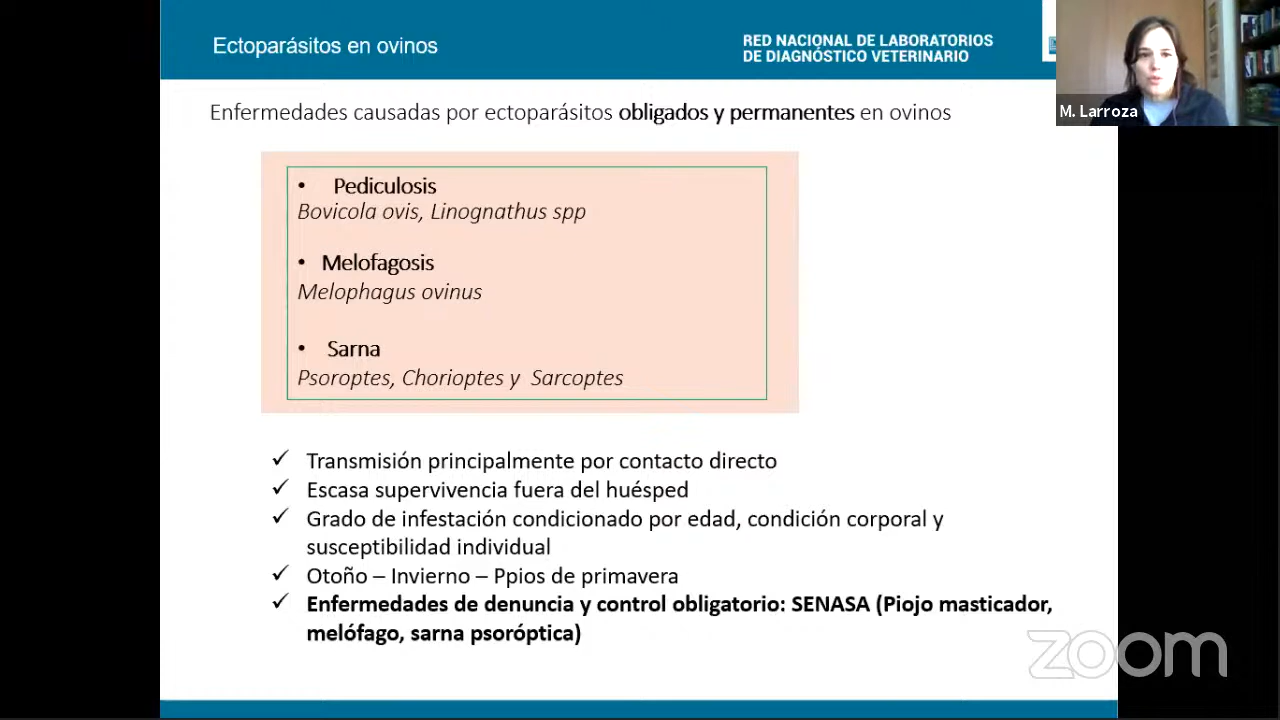 Ectoparásitos en ovinos
RED NACIONAL DE LABORATORIOS
DE DIAGNÓSTICO VETERINARIO
M. Larroza
Enfermedades causadas por ectoparásitos obligados y permanentes en ovinos
• Pediculosis
Bovicola ovis, Linognathus spp
• Melofagosis
Melophagus ovinus
• Sarna
Psoroptes, Chorioptes y Sarcoptes
✓ Transmisión principalmente por contacto directo
✓ Escasa supervivencia fuera del huésped
✓ Grado de infestación condicionado por edad, condición corporal y
susceptibilidad individual
✓ Otoño – Invierno – Ppios de primavera
✓ Enfermedades de denuncia y control obligatorio: SENASA (Piojo masticador,
melófago, sarna psoróptica)
zoom